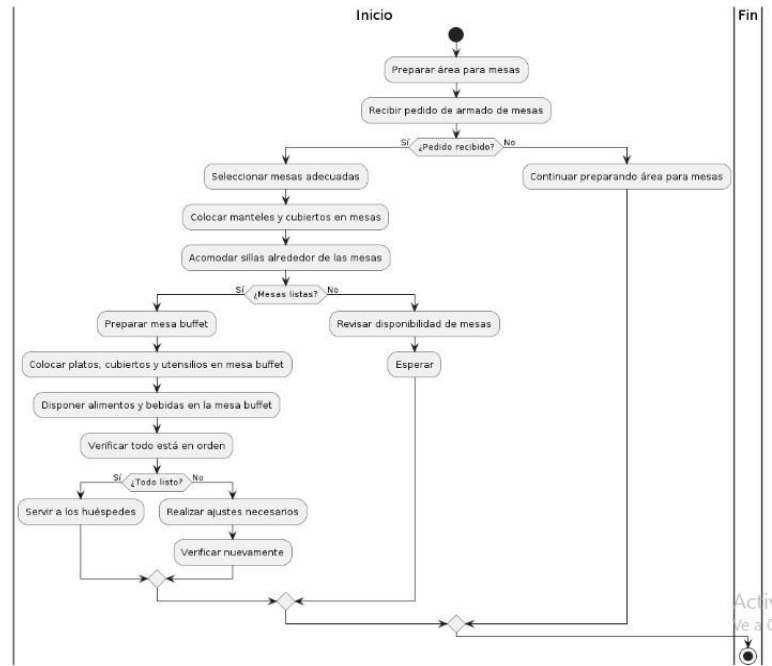 Inicio
Fin
Preparar área para mesas
Recibir pedido de armado de mesas
Sí
¿Pedido recibido?
No
Seleccionar mesas adecuadas
Continuar preparando área para mesas
Colocar manteles y cubiertos en mesas
Acomodar sillas alrededor de las mesas
Sí
¿Mesas listas?
No
Preparar mesa buffet
Revisar disponibilidad de mesas
Colocar platos, cubiertos y utensilios en mesa buffet
Esperar
Disponer alimentos y bebidas en la mesa buffet
Verificar todo está en orden
Sí
¿Todo listo?
No
Servir a los huéspedes
Realizar ajustes necesarios
Verificar nuevamente
Activ
Ve a C